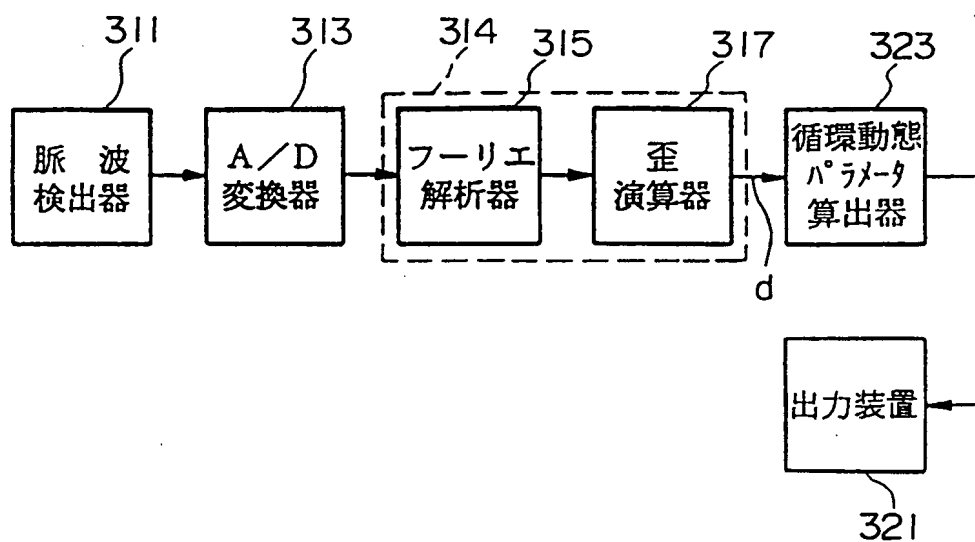 311
313
314
315
317
323
脈 波
検出器
A／D
変換器
フーリエ
解析器
歪
演算器
循環動態
パラメータ
算出器
d
出力装置
321